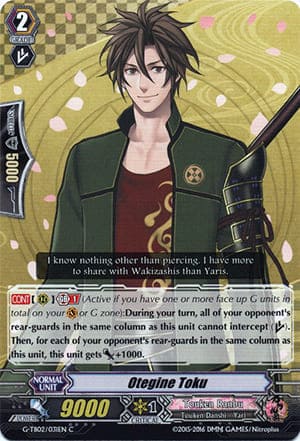 2
GRADE
SHIELD
5000
I know nothing other than piercing. I have more
to share with Wakizashis than Yaris.
CONT (Active if you have one or more face up G units in
total on your or G zone):During your turn, all of your opponent's
rear-guards in the same column as this unit cannot intercept ( ).
Then, for each of your opponent's rear-guards in the same
column as this unit, this unit gets +1000.
NORMAL
UNIT
Otegine Toku
POWER
9000
1
CRITICAL
Touken Ranbu
Touken Danshi - Yari
G-TB02/031EN C
©2015-2016 DMM GAMES/Nitroplus